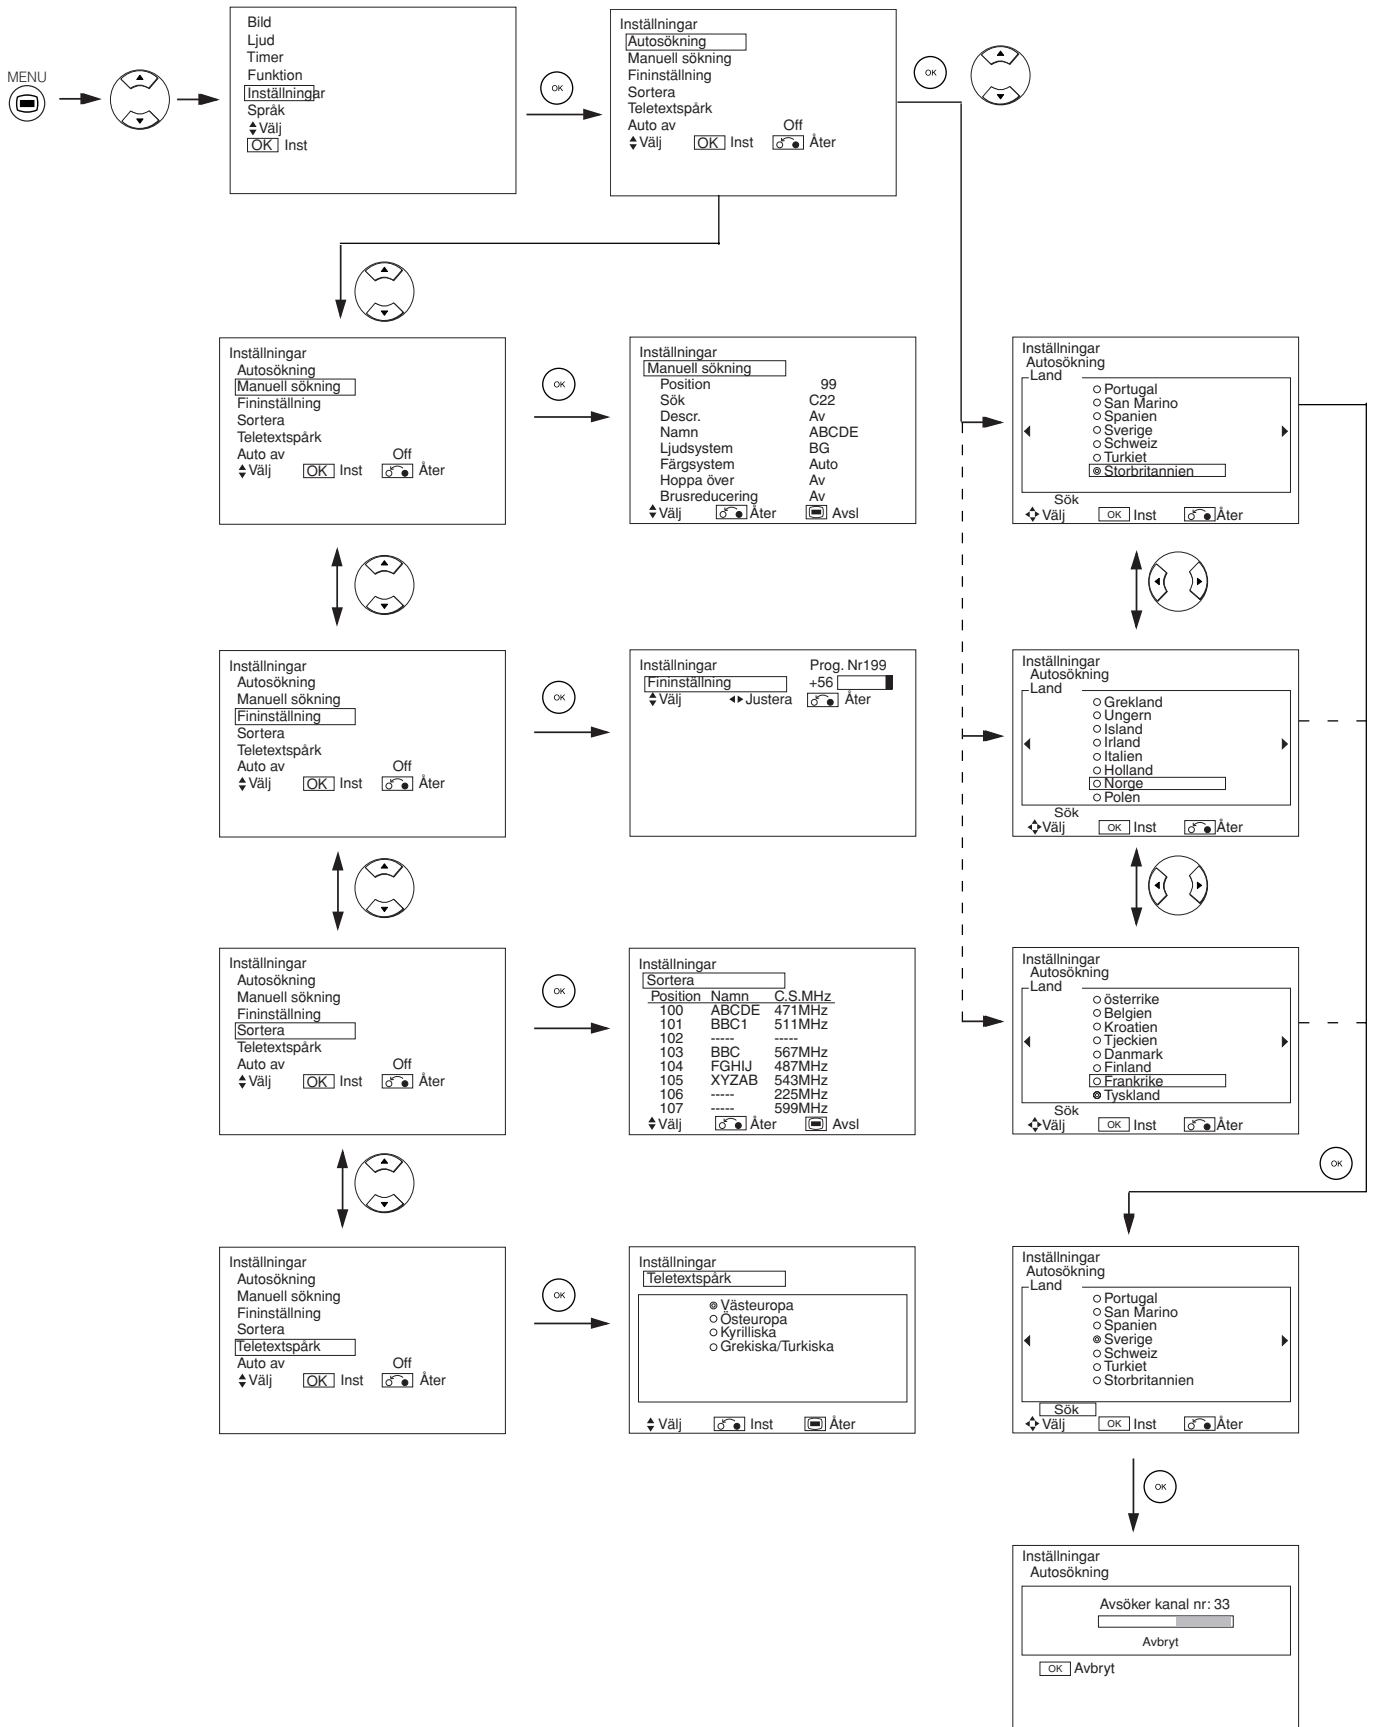 MENU
Bild
Ljud
Timer
Funktion
Inställningar
Språk
Välj
OK Inst
OK
Inställningar
Autosökning
Manuell sökning
Fininställning
Sortera
Teletextspårk
Auto av Off
Välj OK Inst Åter
OK
Inställningar
Autosökning
Manuell sökning
Fininställning
Sortera
Teletextspårk
Auto av Off
Välj OK Inst Åter
OK
Inställningar
Manuell sökning
Position 99
Sök C22
Descr. Av
Namn ABCDE
Ljudsystem BG
Färgsystem Auto
Hoppa över Av
Brusreducering Av
Välj Åter Avsl
Inställningar
Autosökning
Land
Portugal
San Marino
Spanien
Sverige
Schweiz
Turkiet
Storbritannien
Sök
Välj OK Inst Åter
Inställningar
Autosökning
Manuell sökning
Fininställning
Sortera
Teletextspårk
Auto av Off
Välj OK Inst Åter
OK
Inställningar Prog. Nr199
Fininställning +56
Välj Justera Åter
Inställningar
Autosökning
Land
Grekland
Ungern
Island
Irland
Italien
Holland
Norge
Polen
Sök
Välj OK Inst Åter
Inställningar
Autosökning
Manuell sökning
Fininställning
Sortera
Teletextspårk
Auto av Off
Välj OK Inst Åter
OK
Inställningar
Sortera
Position Namn C.S.MHz
100 ABCDE 471MHz
101 BBC1 511MHz
102 ----- -----
103 BBC 567MHz
104 FGHIJ 487MHz
105 XYZAB 543MHz
106 ----- 225MHz
107 ----- 599MHz
Välj Åter Avsl
Inställningar
Autosökning
Land
österrike
Belgien
Kroatien
Tjeckien
Danmark
Finland
Frankrike
Tyskland
Sök
Välj OK Inst Åter
OK
Inställningar
Autosökning
Manuell sökning
Fininställning
Sortera
Teletextspårk
Auto av Off
Välj OK Inst Åter
OK
Inställningar
Teletextspårk
Västeuropa
Östeuropa
Kyrilliska
Grekiska/Turkiska
Välj Inst Åter
Inställningar
Autosökning
Land
Portugal
San Marino
Spanien
Sverige
Schweiz
Turkiet
Storbritannien
Sök
Välj OK Inst Åter
OK
Inställningar
Autosökning
Avsöker kanal nr: 33
Avbryt
OK Avbryt